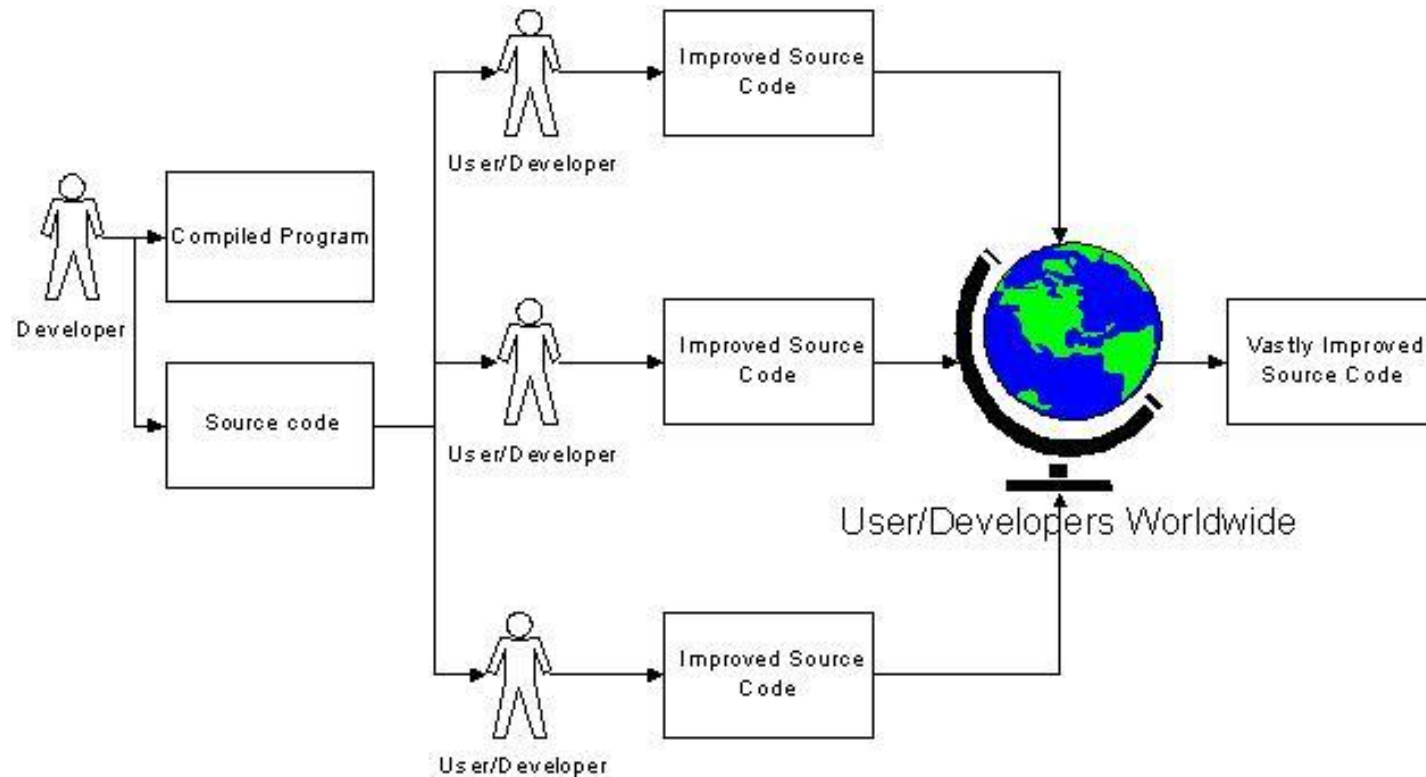 Improved Source
Code
User/Developer
Compiled Program
Developer
Improved Source
Code
Vastly Improved
Source Code
Source code
User/Developer
User/Developers Worldwide
Improved Source
Code
User/Developer